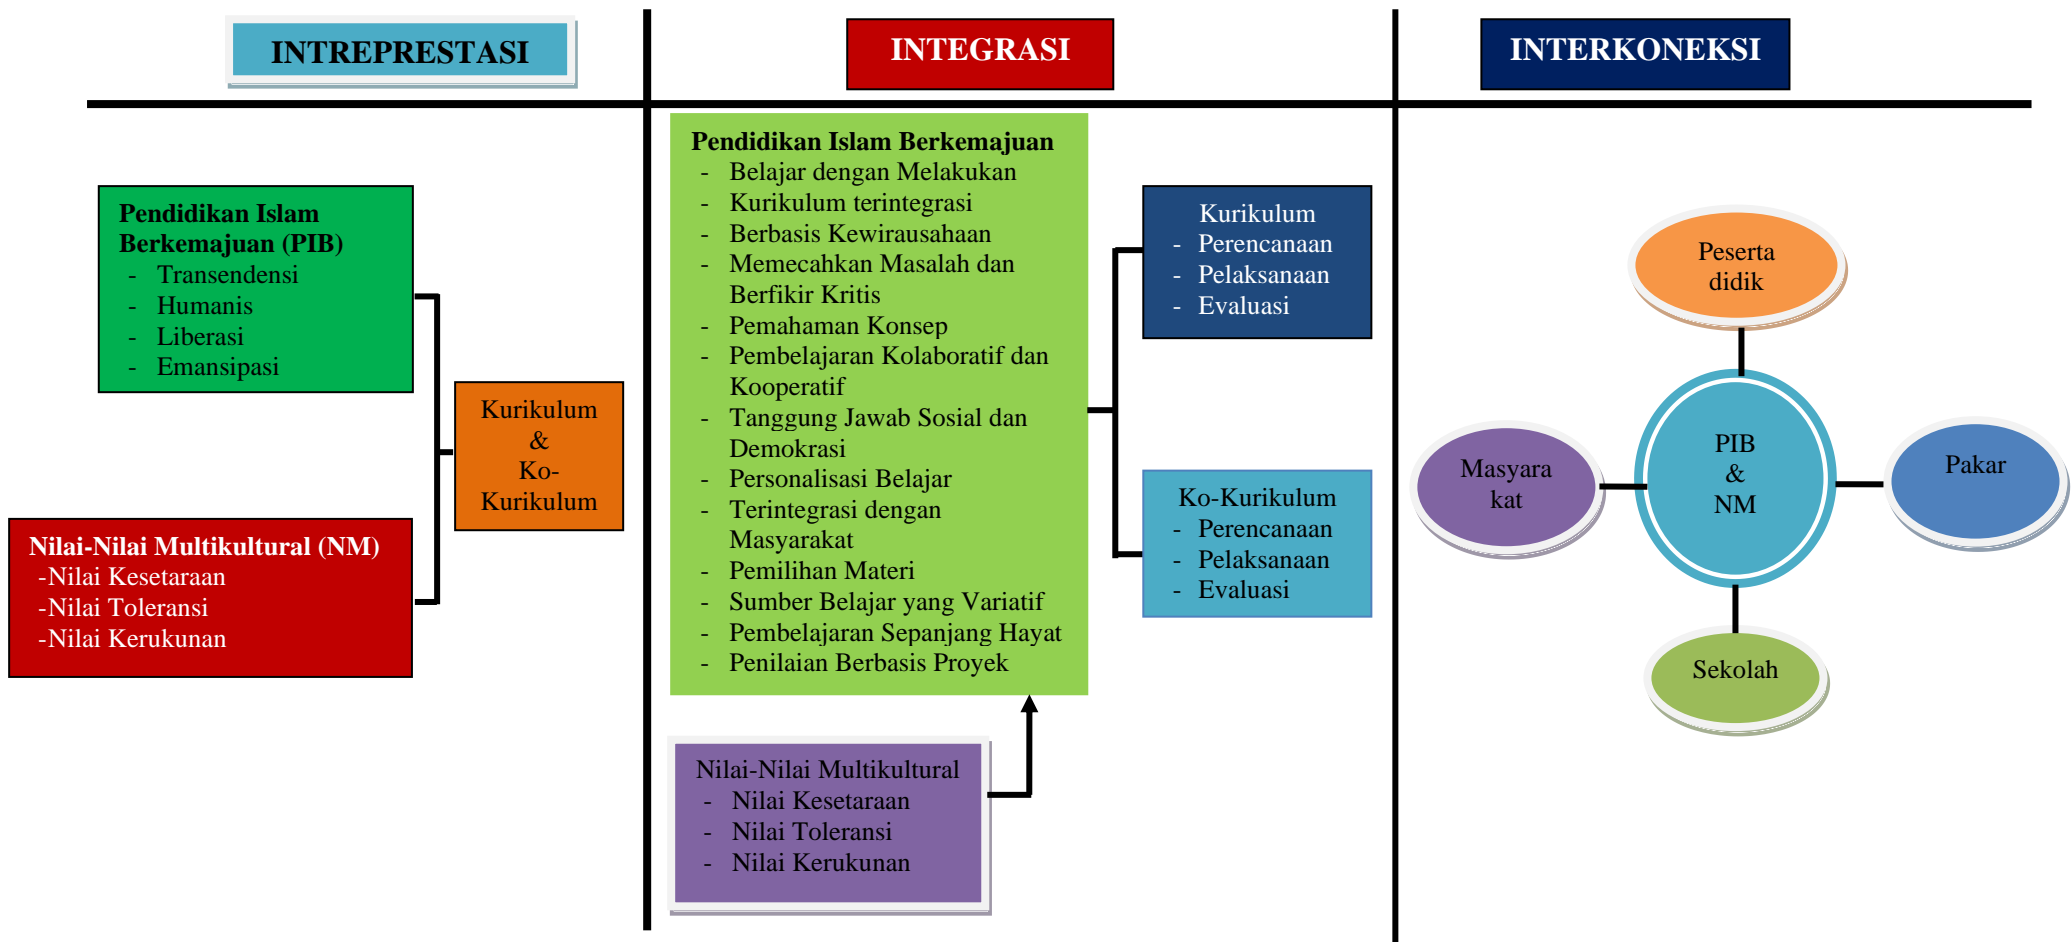 INTREPRESTASI
Pendidikan Islam
Berkemajuan (PIB)
- Transendensi
- Humanis
- Liberasi
- Emansipasi
Nilai-Nilai Multikultural (NM)
-Nilai Kesetaraan
-Nilai Toleransi
-Nilai Kerukunan
Kurikulum
&
Ko-
Kurikulum
INTEGRASI
Pendidikan Islam Berkemajuan
- Belajar dengan Melakukan
- Kurikulum terintegrasi
- Berbasis Kewirausahaan
- Memecahkan Masalah dan
Berfikir Kritis
- Pemahaman Konsep
- Pembelajaran Kolaboratif dan
Kooperatif
- Tanggung Jawab Sosial dan
Demokrasi
- Personalisasi Belajar
- Terintegrasi dengan
Masyarakat
- Pemilihan Materi
- Sumber Belajar yang Variatif
- Pembelajaran Sepanjang Hayat
- Penilaian Berbasis Proyek
Nilai-Nilai Multikultural
- Nilai Kesetaraan
- Nilai Toleransi
- Nilai Kerukunan
Kurikulum
- Perencanaan
- Pelaksanaan
- Evaluasi
Ko-Kurikulum
- Perencanaan
- Pelaksanaan
- Evaluasi
INTERKONEKSI
Peserta
didik
Masyara
kat
PIB
&
NM
Pakar
Sekolah